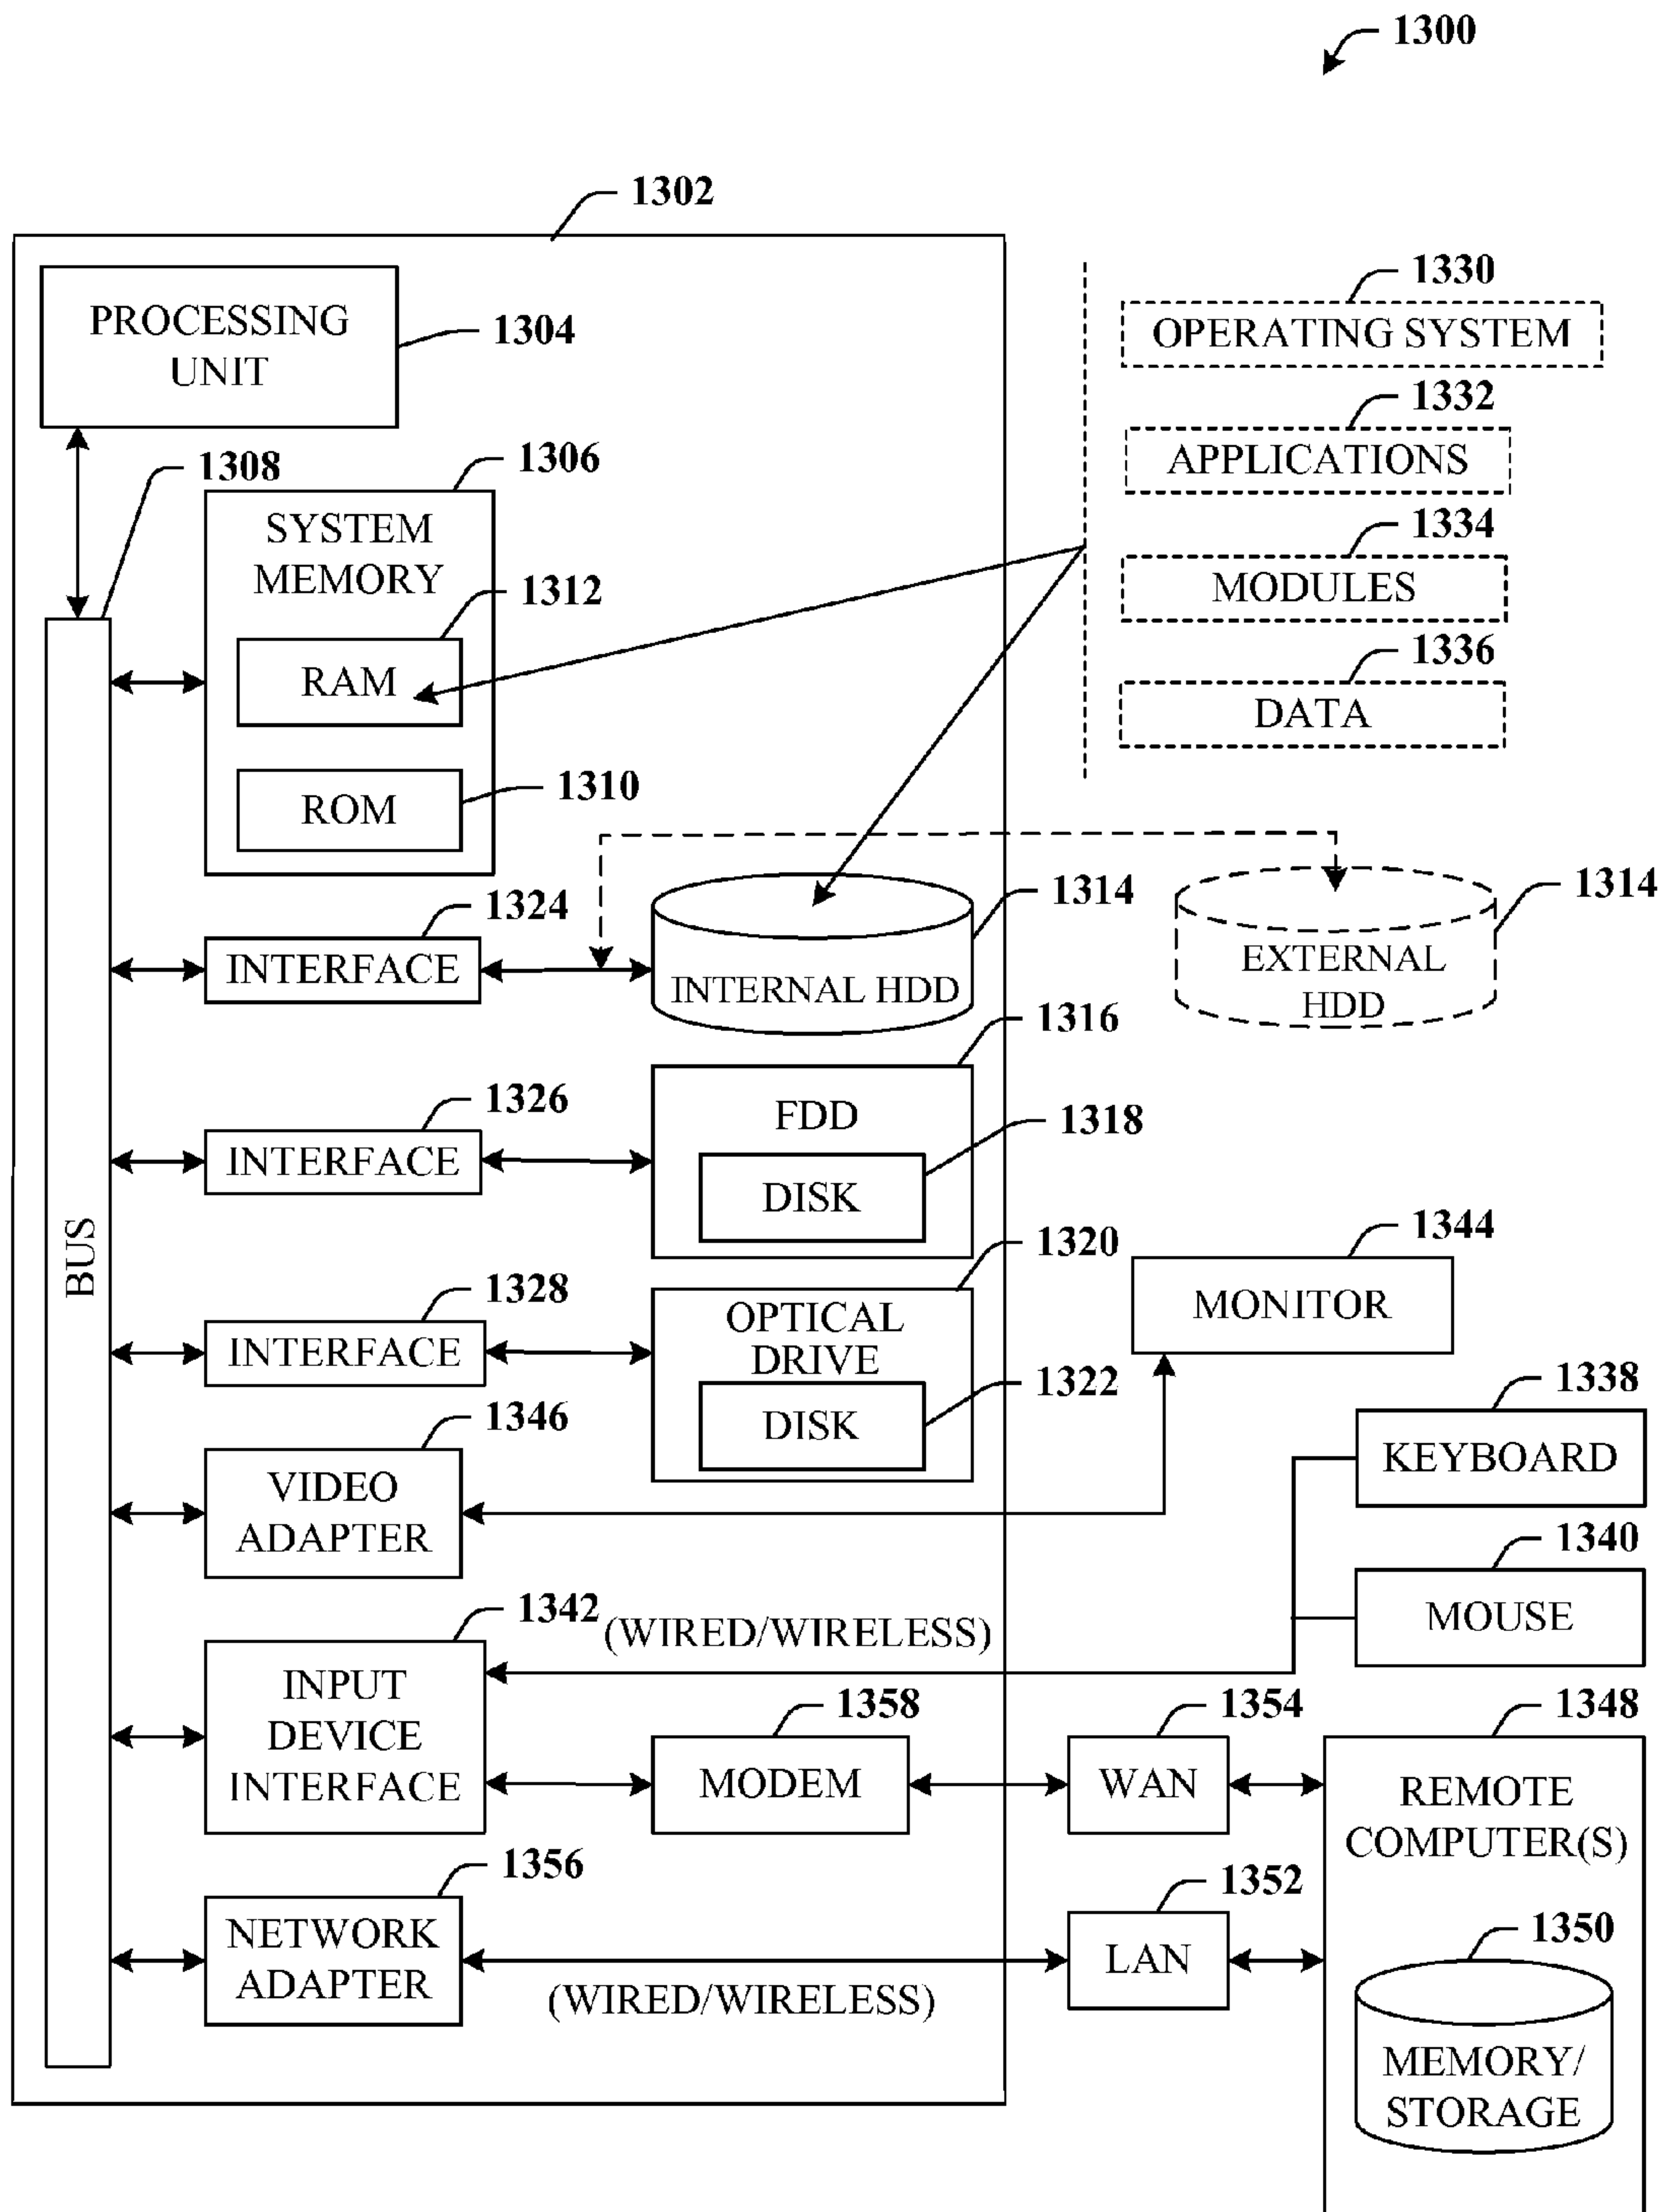 1300
1302
PROCESSING
UNIT
1304
1330
OPERATING SYSTEM
1332
APPLICATIONS
1334
MODULES
1336
DATA
1308
1306
SYSTEM
MEMORY
1312
RAM
1310
ROM
1324
INTERFACE
1314
INTERNAL HDD
1314
EXTERNAL
HDD
1316
FDD
1326
INTERFACE
1318
DISK
BUS
1320
OPTICAL
DRIVE
1328
INTERFACE
1322
DISK
1344
MONITOR
1346
VIDEO
ADAPTER
1338
KEYBOARD
1340
MOUSE
1342
(WIRED/WIRELESS)
INPUT
DEVICE
INTERFACE
1358
MODEM
1354
WAN
1348
REMOTE
COMPUTER(S)
1356
NETWORK
ADAPTER
(WIRED/WIRELESS)
1352
LAN
1350
MEMORY/
STORAGE